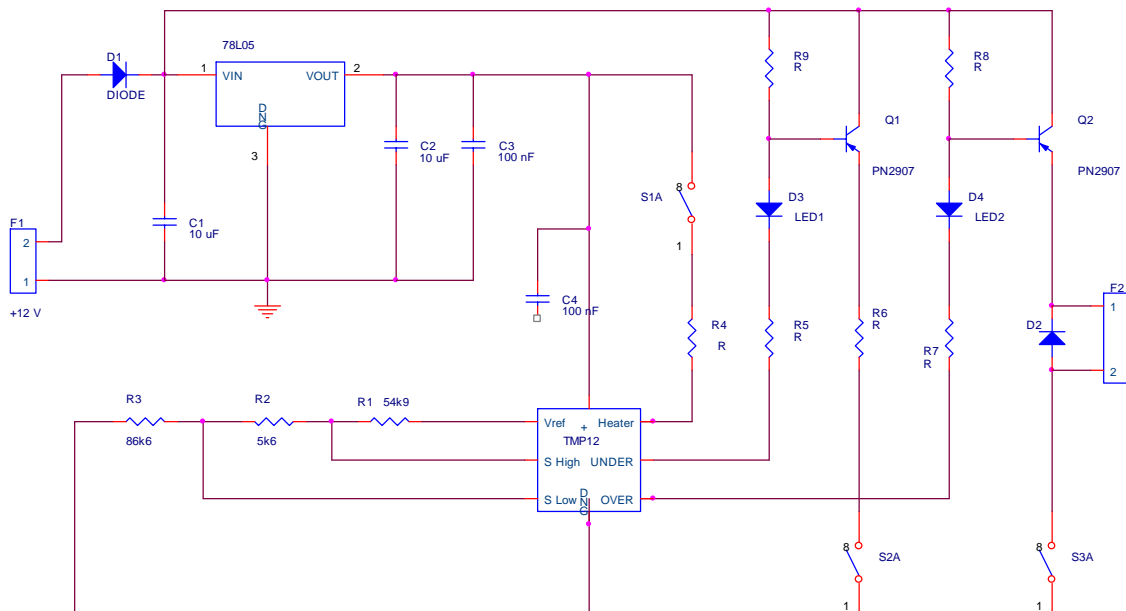 78L05
D1
DIODE
1
VIN
VOUT
2
GND
3
C1
10 uF
C2
10 uF
C3
100 nF
F1
2
1
+12 V
C4
100 nF
S1A
8
1
R4
R
R9
R
D3
LED1
R5
R
Q1
PN2907
R6
R
R8
R
D4
LED2
R7
R
Q2
PN2907
D2
F2
1
2
R3
86k6
R2
5k6
R1 54k9
Vref
+
Heater
TMP12
S High
UNDER
S Low
GND
OVER
8
S2A
1
8
S3A
1